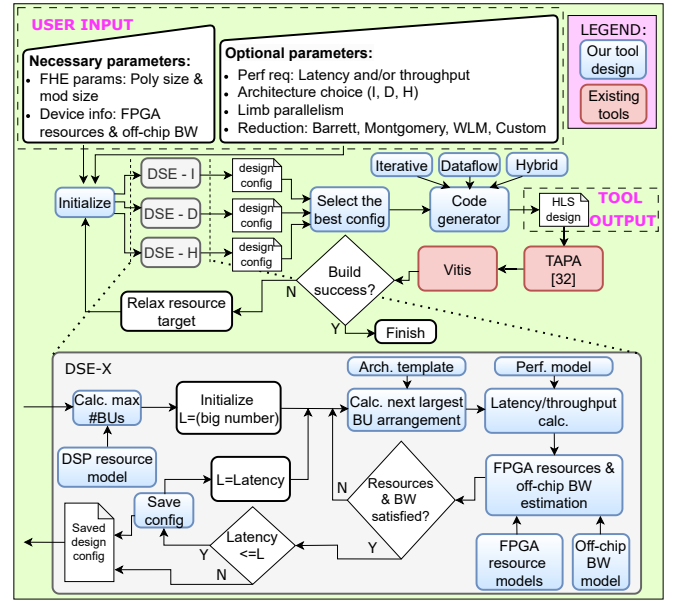 USER INPUT
Necessary parameters:
• FHE params: Poly size &
mod size
• Device info: FPGA
resources & off-chip BW
Optional parameters:
• Perf req: Latency and/or throughput
• Architecture choice (I, D, H)
• Limb parallelism
• Reduction: Barrett, Montgomery, WLM, Custom
LEGEND:
Our tool
design
Existing
tools
Initialize
DSE - I
DSE - D
DSE - H
design
config
design
config
design
config
Select the
best config
Iterative
Dataflow
Hybrid
Code
generator
HLS
design
TOOL
OUTPUT
TAPA
[32]
Vitis
Build
success?
N
Y
Relax resource
target
Finish
DSE-X
Calc. max
#BUs
DSP resource
model
Initialize
L=(big number)
Arch. template
Calc. next largest
BU arrangement
Perf. model
Latency/throughput
calc.
FPGA resources &
off-chip BW
estimation
FPGA
resource
models
Off-chip
BW
model
Resources
& BW
satisfied?
N
Y
L=Latency
Save
config
Latency
<=L
Y
N
Saved
design
config